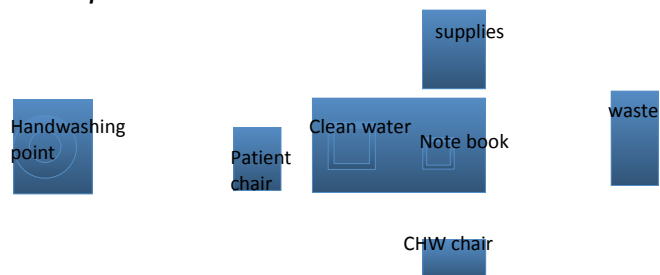 supplies
Handwashing
point
Patient
chair
Clean water
Note book
waste
CHW chair